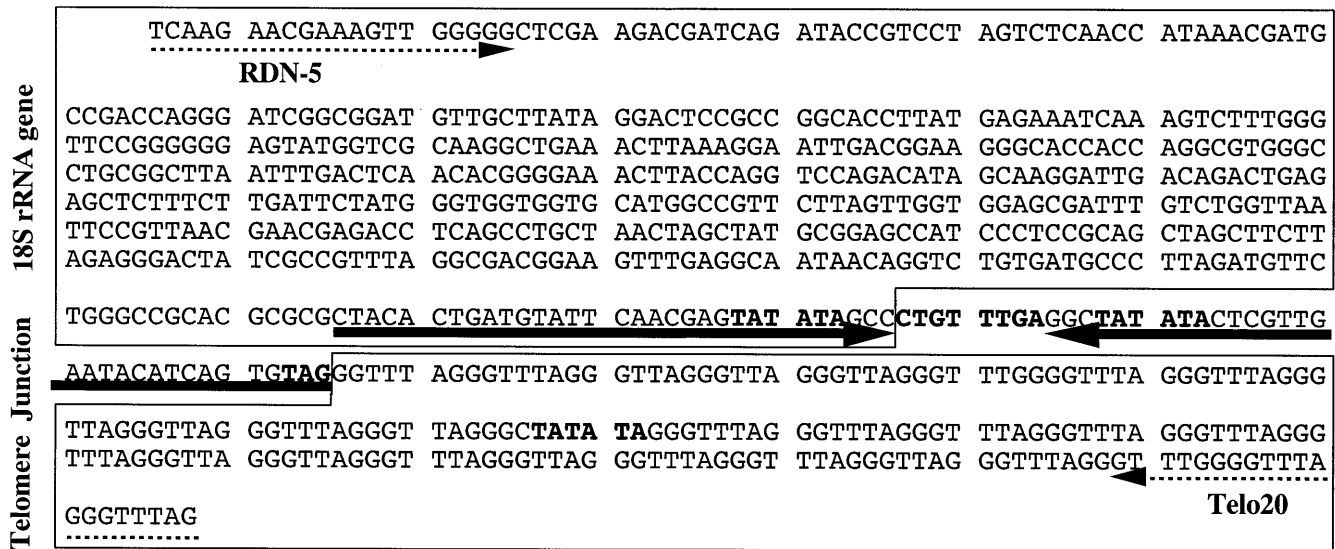 TCAAG AACGAAAGTT GGGGGCTCGA AGACGATCAG ATACCGTCCT AGTCTCAACC ATAAACGATG
RDN-5
CCGACCAGGG ATCGGCGGAT GTTGCTTATA GGACTCCGCC GGCACCTTAT GAGAAATCAA AGTCTTTGGG
TTCCGGGGGG AGTATGGTCG CAAGGCTGAA ACTTAAAGGA ATTGACGGAA GGGCACCACC AGGCGTGGGC
CTGCGGCTTA ATTTGACTCA ACACGGGGAA ACTTACCAGG TCCAGACATA GCAAGGATTG ACAGACTGAG
AGCTCTTTCT TGATTCTATG GGTGGTGGTG CATGGCCGTT CTTAGTTGGT GGAGCGATTT GTCTGGTTAA
TTCCGTTAAC GAACGAGACC TCAGCCTGCT AACTAGCTAT GCGGAGCCAT CCCTCCGCAG CTAGCTTCTT
AGAGGGACTA TCGCCGTTTA GGCGACGGAA GTTTGAGGCA ATAACAGGTC TGTGATGCCC TTAGATGTTC
TGGGCCGCAC GCGCGCTACA CTGATGTATT CAACGAGTAT ATAGCCCTGT TTGAGGCTAT ATACTCGTTG
AATACATCAG TGTAGGGTTT AGGGTTTAGG GTTAGGGTTA GGGTTAGGGT TTGGGGTTTA GGGTTTAGGG
TTAGGGTTAG GGTTTAGGGT TAGGGCTATA TAGGGTTTAG GGTTTAGGGT TTAGGGTTTA GGGTTTAGGG
TTTAGGGTTA GGGTTAGGGT TTAGGGTTAG GGTTTAGGGT TTAGGGTTAG GGTTTAGGGT TTGGGGTTTA
Telo20
GGGTTTAG
18S rRNA gene
Junction
Telomere